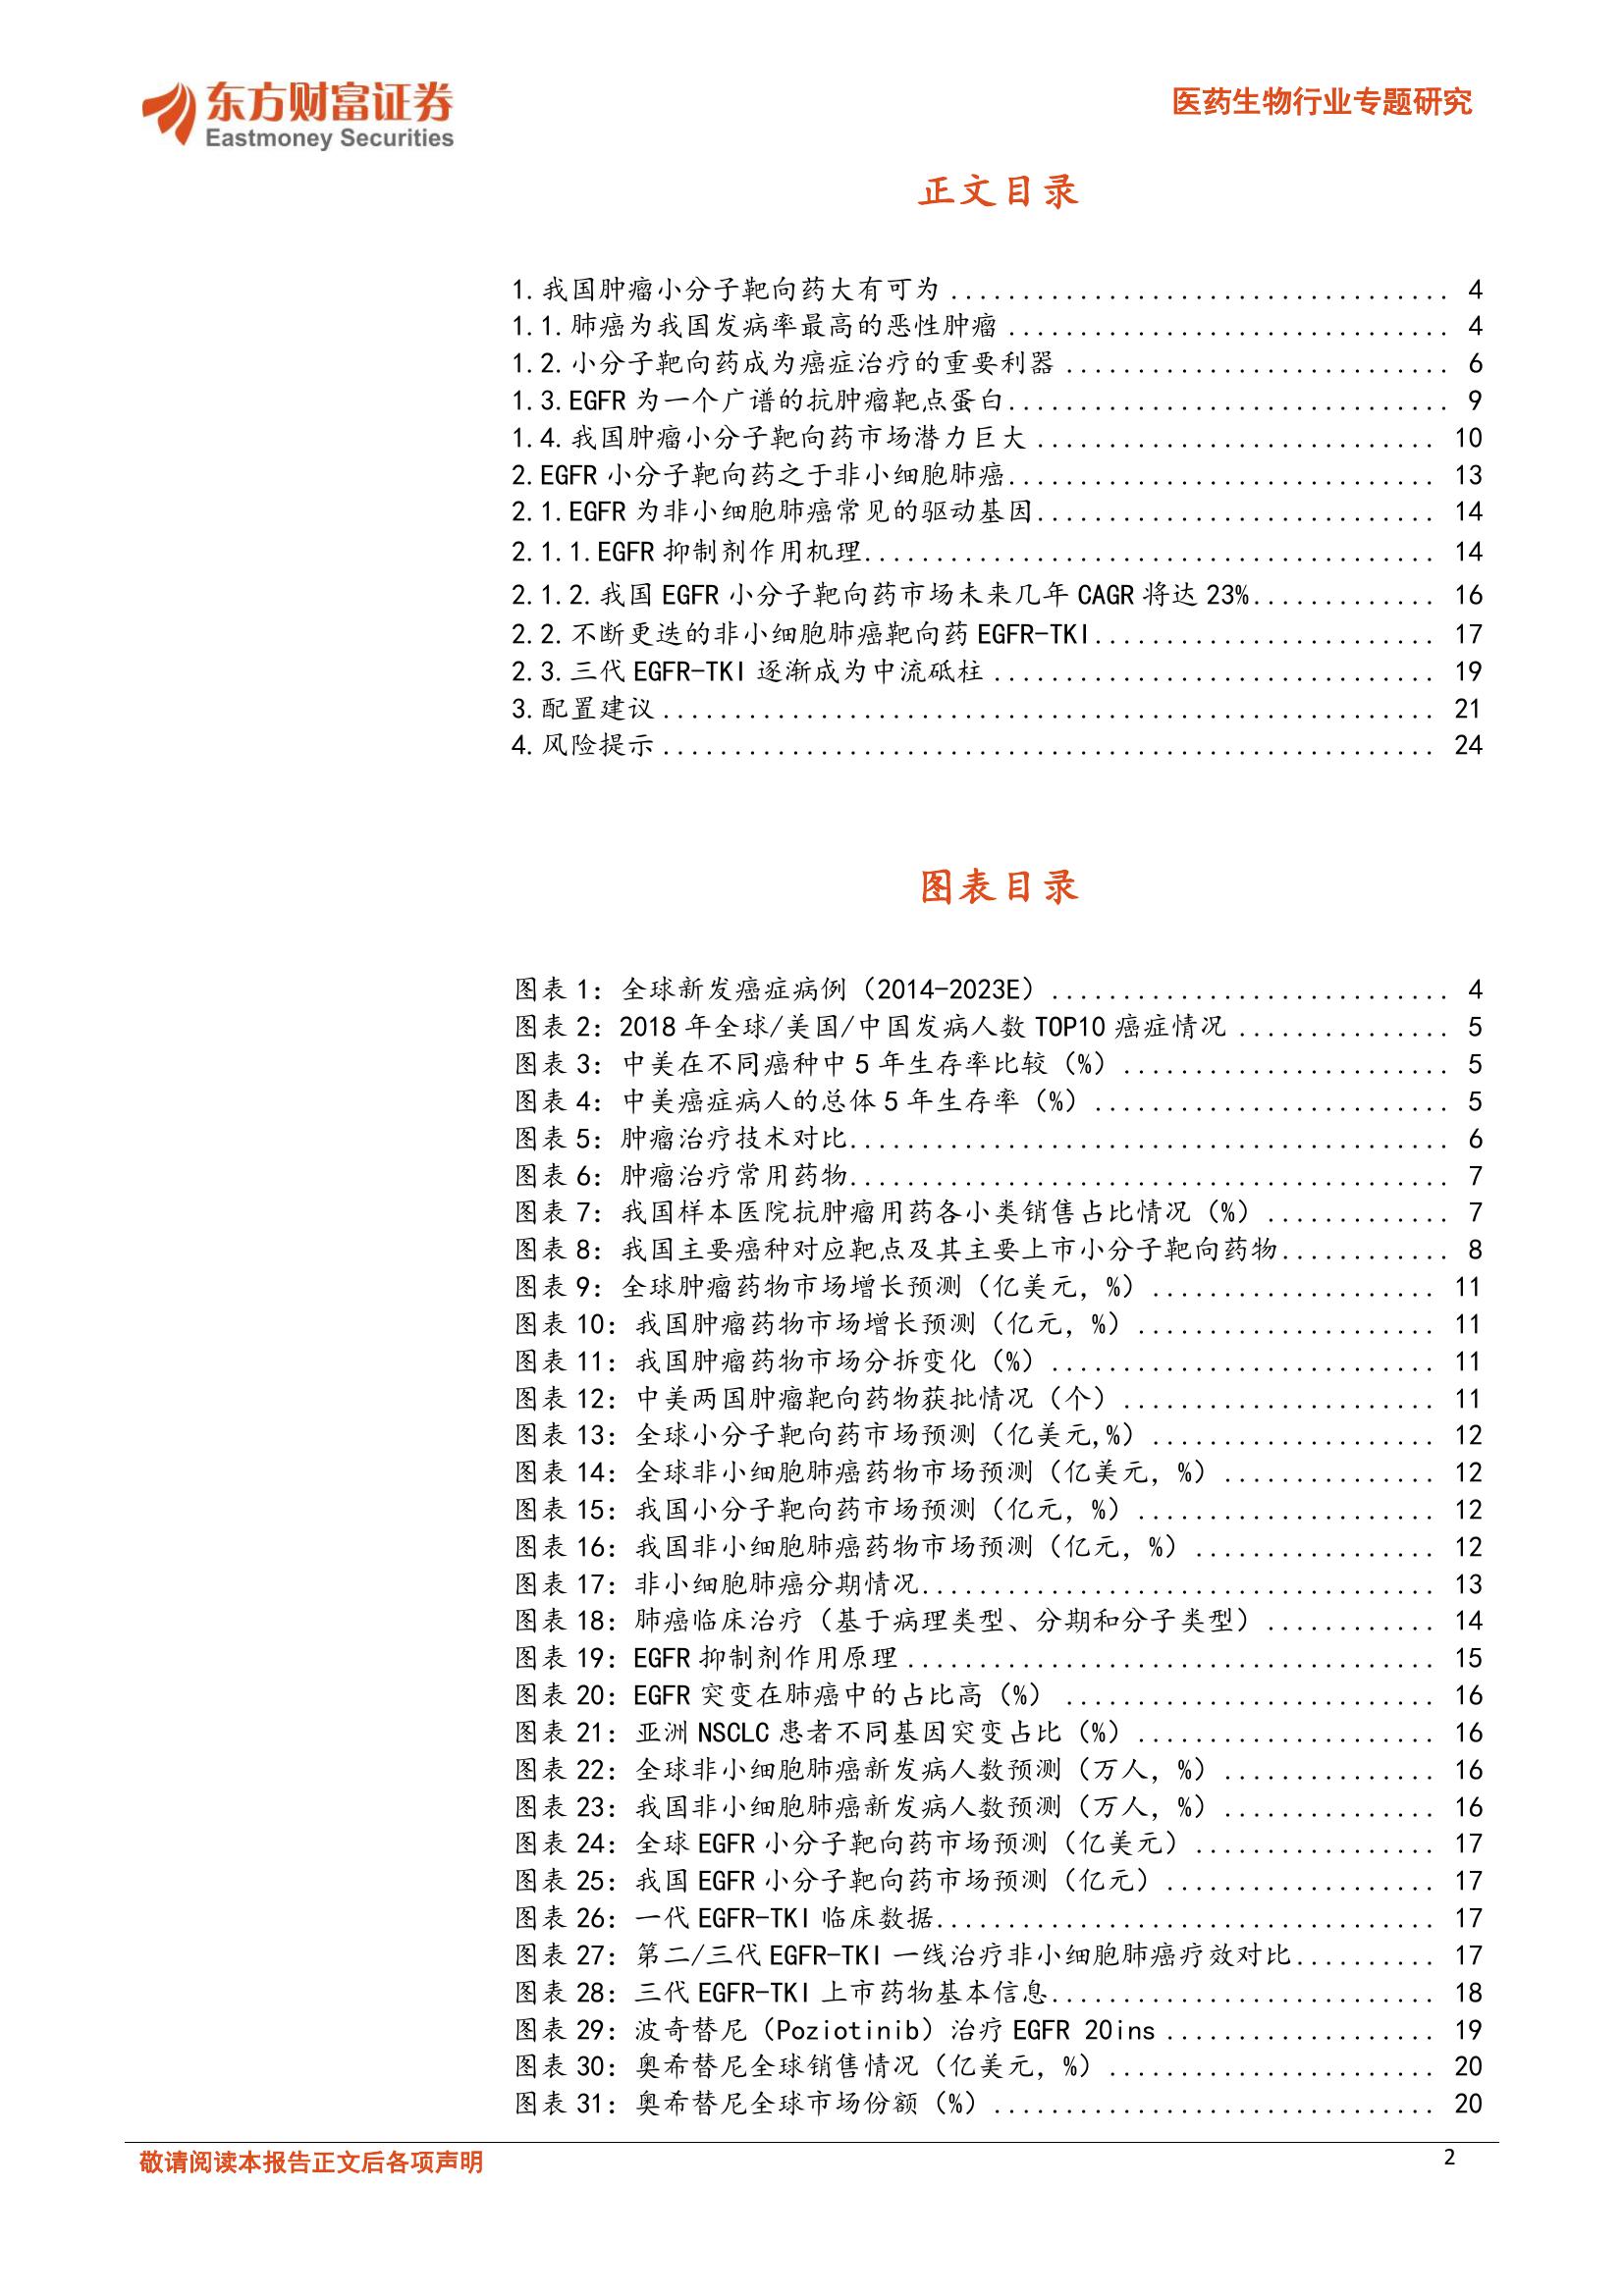 东方财富证券
Eastmoney Securities
医药生物行业专题研究
正文目录
1.我国肿瘤小分子靶向药大有可为 .................................. 4
1.1.肺癌为我国发病率最高的恶性肿瘤 .............................. 4
1.2.小分子靶向药成为癌症治疗的重要利器 .......................... 6
1.3.EGFR 为一个广谱的抗肿瘤靶点蛋白.............................. 9
1.4.我国肿瘤小分子靶向药市场潜力巨大 ........................... 10
2.EGFR 小分子靶向药之于非小细胞肺癌............................. 13
2.1.EGFR 为非小细胞肺癌常见的驱动基因........................... 14
2.1.1.EGFR 抑制剂作用机理....................................... 14
2.1.2.我国 EGFR 小分子靶向药市场未来几年 CAGR 将达 23%............ 16
2.2.不断更迭的非小细胞肺癌靶向药 EGFR-TKI....................... 17
2.3.三代 EGFR-TKI 逐渐成为中流砥柱 .............................. 19
3.配置建议 ..................................................... 21
4.风险提示 ..................................................... 24
图表目录
图表 1：全球新发癌症病例（2014-2023E） ........................... 4
图表 2：2018 年全球/美国/中国发病人数 TOP10 癌症情况 .............. 5
图表 3：中美在不同癌种中 5 年生存率比较（%） ...................... 5
图表 4：中美癌症病人的总体 5 年生存率（%） ........................ 5
图表 5：肿瘤治疗技术对比......................................... 6
图表 6：肿瘤治疗常用药物......................................... 7
图表 7：我国样本医院抗肿瘤用药各小类销售占比情况（%） ............ 7
图表 8：我国主要癌种对应靶点及其主要上市小分子靶向药物............ 8
图表 9：全球肿瘤药物市场增长预测（亿美元，%） ................... 11
图表 10：我国肿瘤药物市场增长预测（亿元，%） .................... 11
图表 11：我国肿瘤药物市场分拆变化（%） .......................... 11
图表 12：中美两国肿瘤靶向药物获批情况（个） ..................... 11
图表 13：全球小分子靶向药市场预测（亿美元,%） ................... 12
图表 14：全球非小细胞肺癌药物市场预测（亿美元，%） .............. 12
图表 15：我国小分子靶向药市场预测（亿元，%） .................... 12
图表 16：我国非小细胞肺癌药物市场预测（亿元，%） ................ 12
图表 17：非小细胞肺癌分期情况................................... 13
图表 18：肺癌临床治疗（基于病理类型、分期和分子类型） ........... 14
图表 19：EGFR 抑制剂作用原理 .................................... 15
图表 20：EGFR 突变在肺癌中的占比高（%） ......................... 16
图表 21：亚洲 NSCLC 患者不同基因突变占比（%） .................... 16
图表 22：全球非小细胞肺癌新发病人数预测（万人，%） .............. 16
图表 23：我国非小细胞肺癌新发病人数预测（万人，%） .............. 16
图表 24：全球 EGFR 小分子靶向药市场预测（亿美元） ................ 17
图表 25：我国 EGFR 小分子靶向药市场预测（亿元） .................. 17
图表 26：一代 EGFR-TKI 临床数据.................................. 17
图表 27：第二/三代 EGFR-TKI 一线治疗非小细胞肺癌疗效对比.......... 17
图表 28：三代 EGFR-TKI 上市药物基本信息.......................... 18
图表 29：波奇替尼（Poziotinib）治疗 EGFR 20ins .................. 19
图表 30：奥希替尼全球销售情况（亿美元，%） ...................... 20
图表 31：奥希替尼全球市场份额（%） .............................. 20
敬请阅读本报告正文后各项声明
2